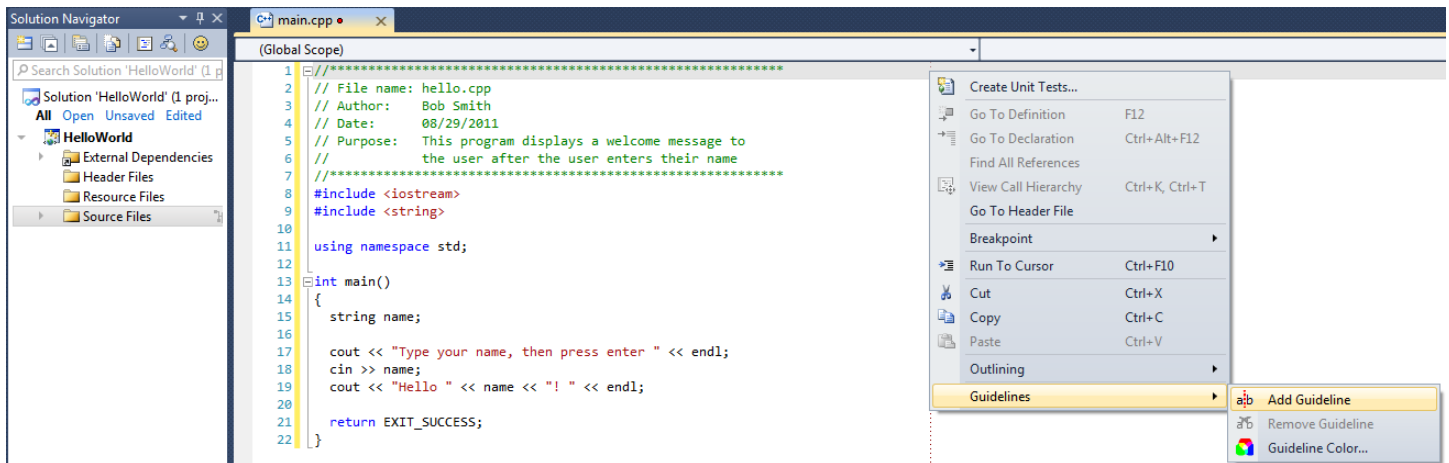 Solution Navigator
Search Solution 'HelloWorld' (1 p
Solution 'HelloWorld' (1 proj...
All Open Unsaved Edited
HelloWorld
External Dependencies
Header Files
Resource Files
Source Files
main.cpp
(Global Scope)
1 //***********************************************************
2 // File name: hello.cpp
3 // Author: Bob Smith
4 // Date: 08/29/2011
5 // Purpose: This program displays a welcome message to
6 // the user after the user enters their name
7 //***********************************************************
8 #include <iostream>
9 #include <string>
10
11 using namespace std;
12
13 int main()
14 {
15 string name;
16
17 cout << "Type your name, then press enter " << endl;
18 cin >> name;
19 cout << "Hello " << name << "! " << endl;
20
21 return EXIT_SUCCESS;
22 }
Create Unit Tests...
Go To Definition F12
Go To Declaration Ctrl+Alt+F12
Find All References
View Call Hierarchy Ctrl+K, Ctrl+T
Go To Header File
Breakpoint
Run To Cursor Ctrl+F10
Cut Ctrl+X
Copy Ctrl+C
Paste Ctrl+V
Outlining
Guidelines
a:b Add Guideline
Remove Guideline
Guideline Color...